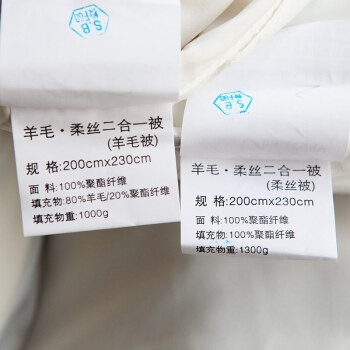 S.B
羊毛·柔丝二合一被
(羊毛被)
规 格:200cmx230cm
面 料:100%聚酯纤维
填充物:80%羊毛/20%聚酯纤维
填充物重:1000g
S.B
羊毛·柔丝二合一被
(柔丝被)
规 格:200cmx230cm
面 料:100%聚酯纤维
填充物:100%聚酯纤维
填充物重:1300g